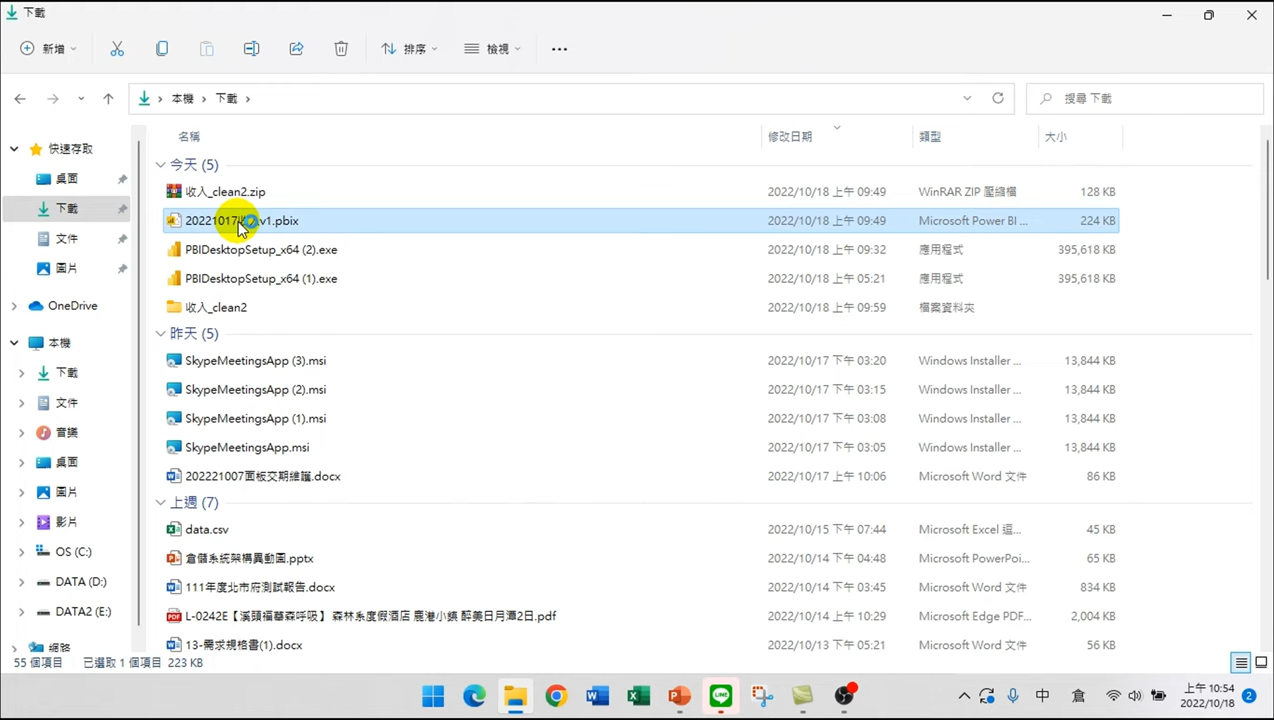 下載
新增
排序
檢視
本機 > 下載 >
搜尋 下載
名稱 修改日期 類型 大小
快速存取
桌面
下載
文件
圖片
OneDrive
本機
下載
文件
音樂
桌面
圖片
影片
OS (C:)
DATA (D:)
DATA2 (E:)
網路
今天 (5)
收入_clean2.zip 2022/10/18 上午 09:49 WinRAR ZIP 壓縮檔 128 KB
20221017 v1.pbix 2022/10/18 上午 09:49 Microsoft Power BI ... 224 KB
PBIDesktopSetup_x64 (2).exe 2022/10/18 上午 09:32 應用程式 395,618 KB
PBIDesktopSetup_x64 (1).exe 2022/10/18 上午 05:21 應用程式 395,618 KB
收入_clean2 2022/10/18 上午 09:59 檔案資料夾
昨天 (5)
SkypeMeetingsApp (3).msi 2022/10/17 下午 03:20 Windows Installer ... 13,844 KB
SkypeMeetingsApp (2).msi 2022/10/17 下午 03:15 Windows Installer ... 13,844 KB
SkypeMeetingsApp (1).msi 2022/10/17 下午 03:08 Windows Installer ... 13,844 KB
SkypeMeetingsApp.msi 2022/10/17 下午 03:05 Windows Installer ... 13,844 KB
202221007面板交期維護.docx 2022/10/17 上午 10:06 Microsoft Word 文件 86 KB
上週 (7)
data.csv 2022/10/15 下午 07:44 Microsoft Excel 逗... 45 KB
倉儲系統架構異動圖.pptx 2022/10/14 下午 04:48 Microsoft PowerPoi... 65 KB
111年度北市府測試報告.docx 2022/10/14 下午 03:45 Microsoft Word 文件 834 KB
L-0242E【溪頭福華森呼吸】 森林系度假酒店 鹿港小鎮 醉美日月潭2日.pdf 2022/10/14 上午 10:29 Microsoft Edge PDF... 2,004 KB
13-需求規格書(1).docx 2022/10/13 下午 05:21 Microsoft Word 文件 56 KB
55 個項目 已選取 1 個項目 223 KB
中
倉
上午 10:54
2022/10/18
2